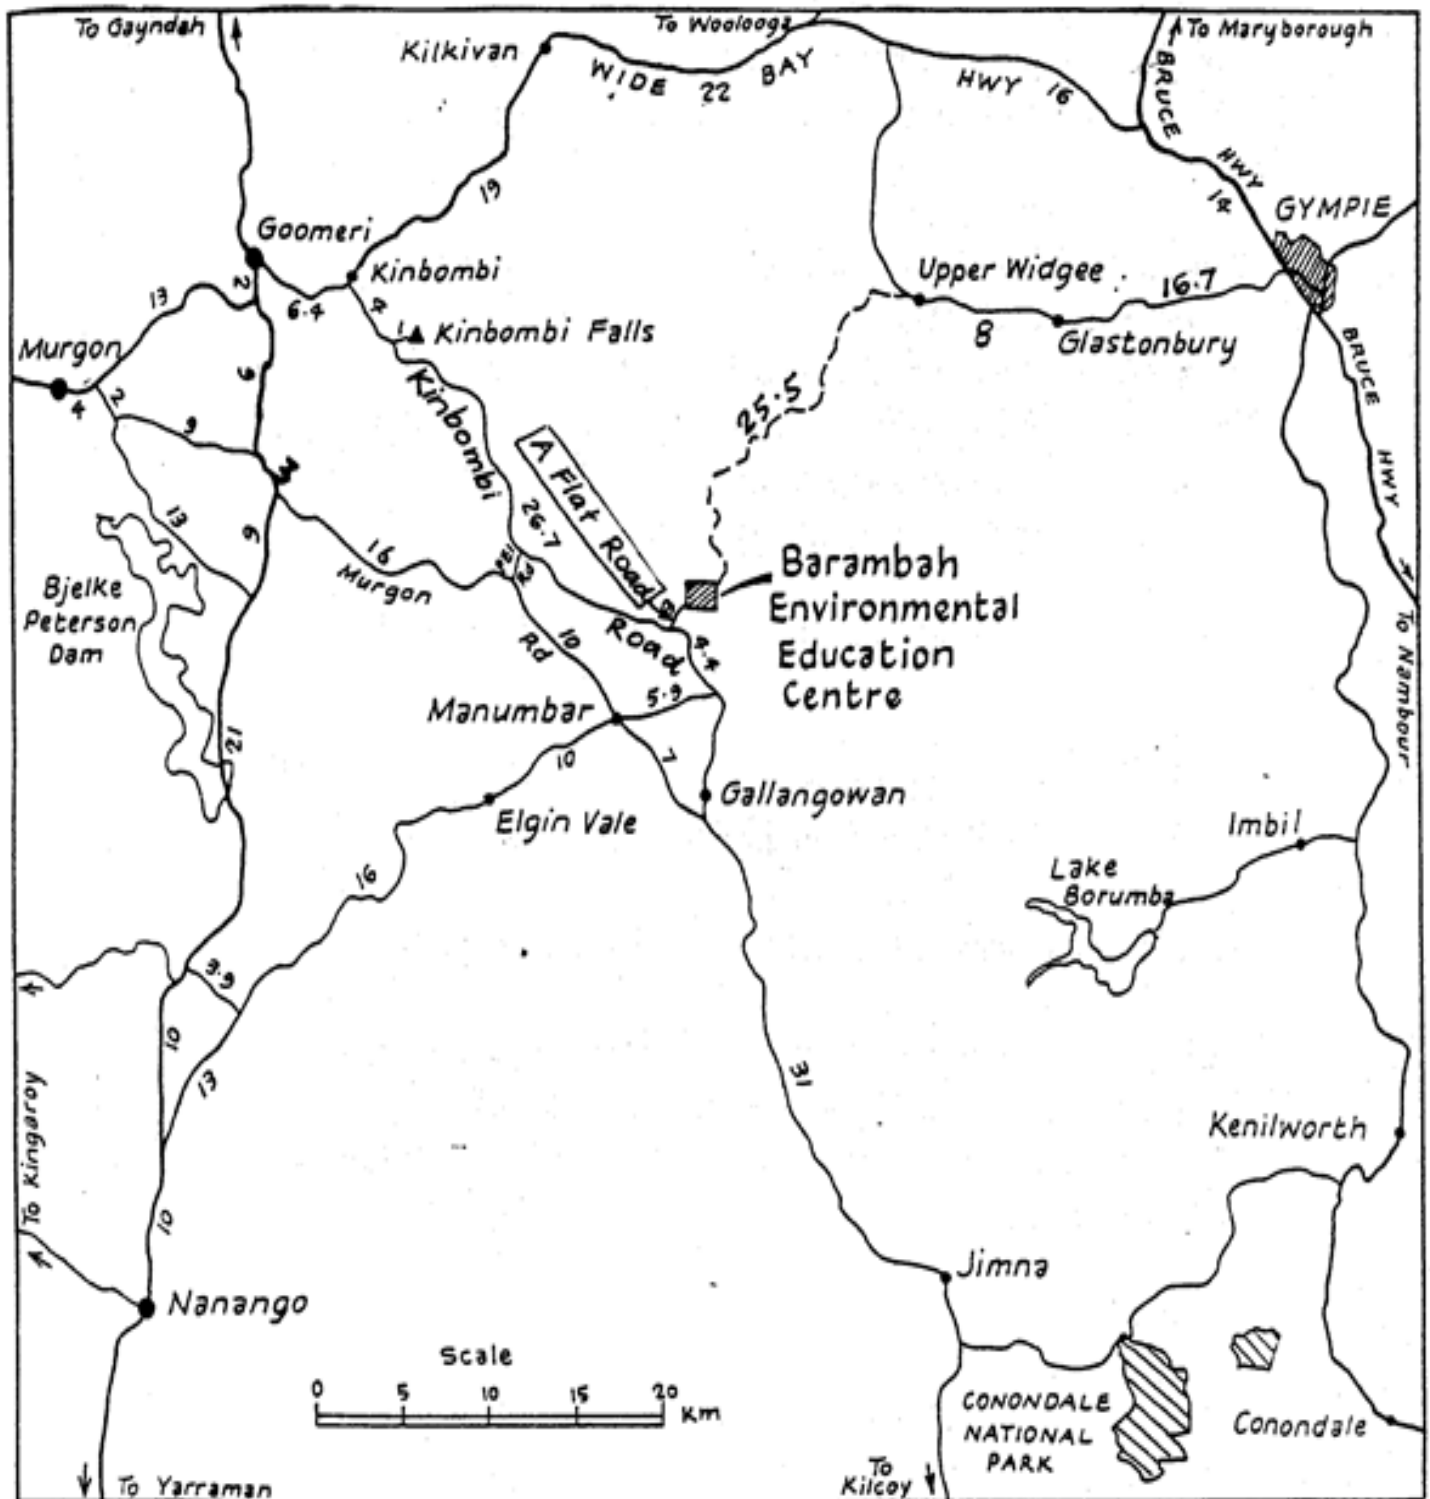 To Gayndah
Kilkivan
To Woolooga
To Maryborough
WIDE
22
BAY
HWY
16
BRUCE
HWY
14
GYMPIE
19
Goomeri
2
6.4
Kinbombi
4
1
Kinbombi Falls
13
Murgon
4
2
9
9
Upper Widgee
8
Glastonbury
16.7
BRUCE
HWY
To Nambour
Kinbombi
26.7
Road
A Flat Road
25.5
3
13
6
16
Murgon
Rd
10
2
4.4
5.9
Barambah
Environmental
Education
Centre
Bjelke
Peterson
Dam
21
Manumbar
10
7
Elgin Vale
Gallangowan
16
Imbil
Lake
Borumba
3.9
10
13
31
To Kingaroy
10
Kenilworth
Nanango
Jimna
Scale
0 5 10 15 20
Km
CONONDALE
NATIONAL
PARK
Conondale
To Yarraman
To
Kilcoy